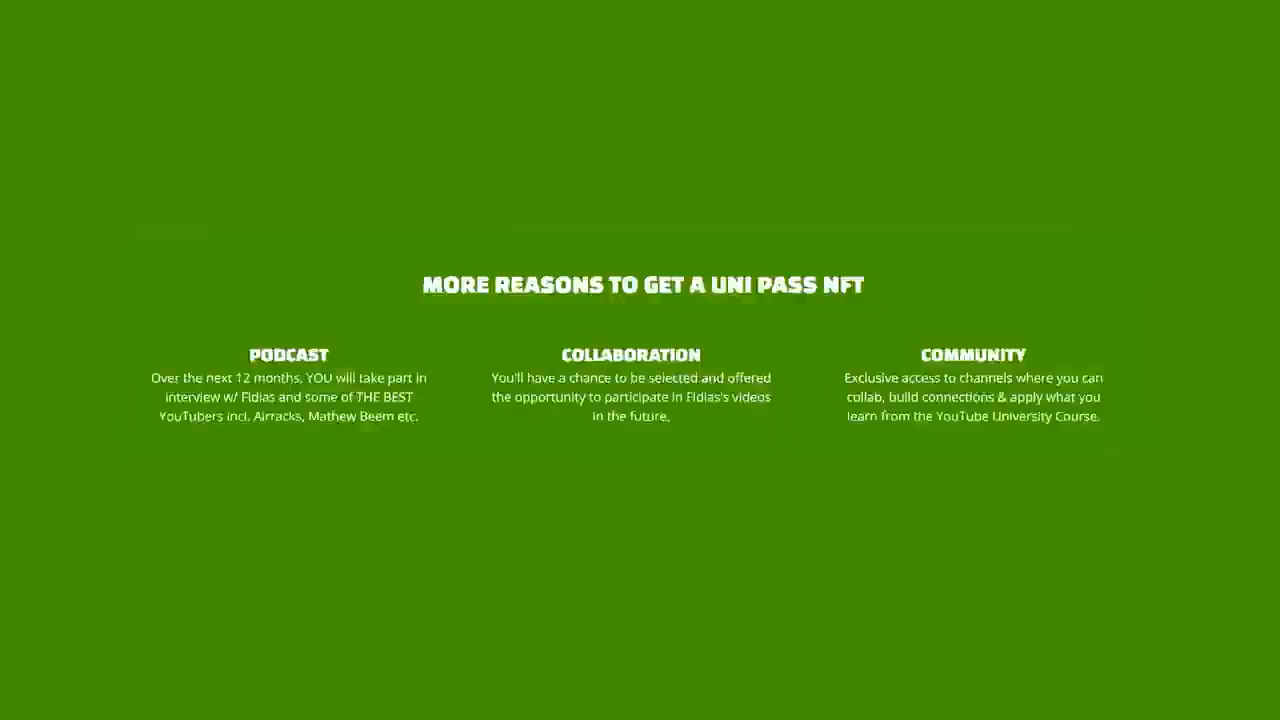 MORE REASONS TO GET A UNI PASS NFT
PODCAST
Over the next 12 months, YOU will take part in
interview w/ Fidias and some of THE BEST
YouTubers incl. Airracks, Mathew Beem etc.
COLLABORATION
You'll have a chance to be selected and offered
the opportunity to participate in Fidias's videos
in the future.
COMMUNITY
Exclusive access to channels where you can
collab, build connections & apply what you
learn from the YouTube University Course.